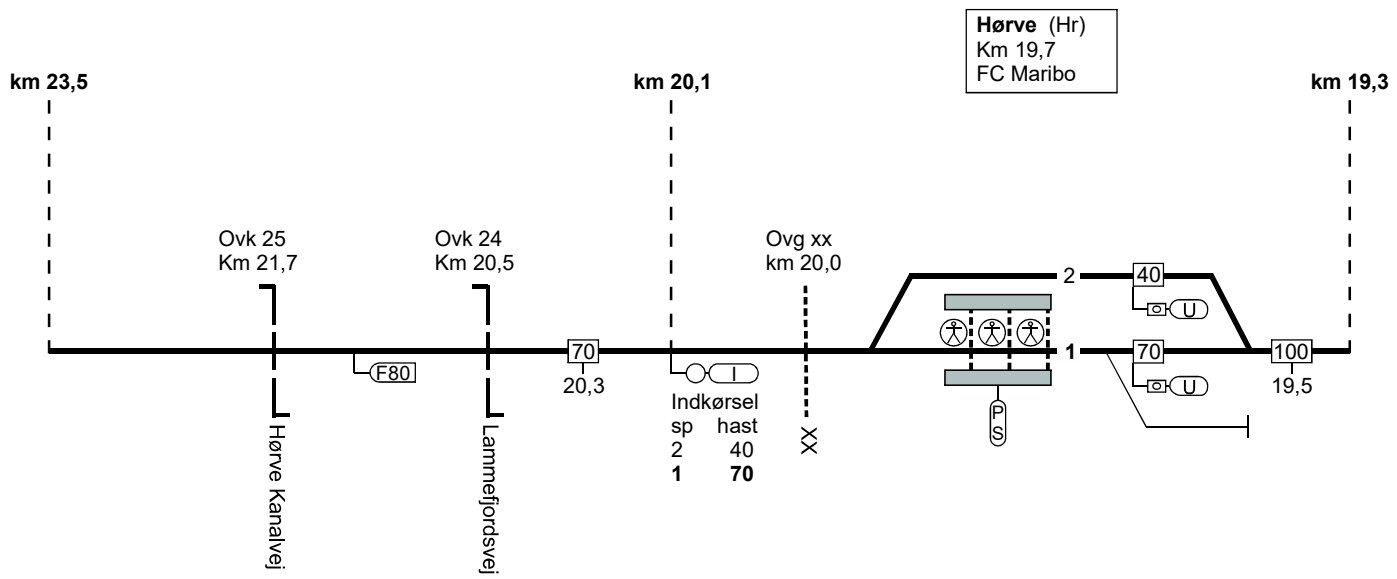 Hørve (Hr)
Km 19,7
FC Maribo
km 23,5
km 20,1
km 19,3
Ovk 25
Km 21,7
Ovk 24
Km 20,5
Ovg xx
km 20,0
2
40
U
F80
70
20,3
I
1
70
U
100
19,5
Indkørsel
sp hast
2 40
1 70
P
S
XX
Hørve Kanalvej
Lammefjordsvej